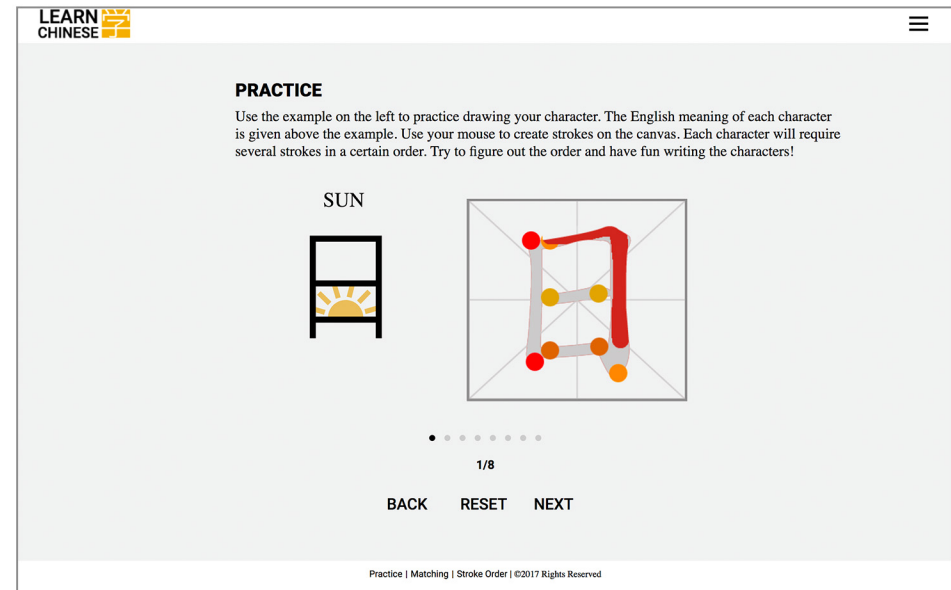 LEARN
CHINESE 学
PRACTICE
Use the example on the left to practice drawing your character. The English meaning of each character
is given above the example. Use your mouse to create strokes on the canvas. Each character will require
several strokes in a certain order. Try to figure out the order and have fun writing the characters!
SUN
日
1/8
BACK RESET NEXT
Practice | Matching | Stroke Order | ©2017 Rights Reserved